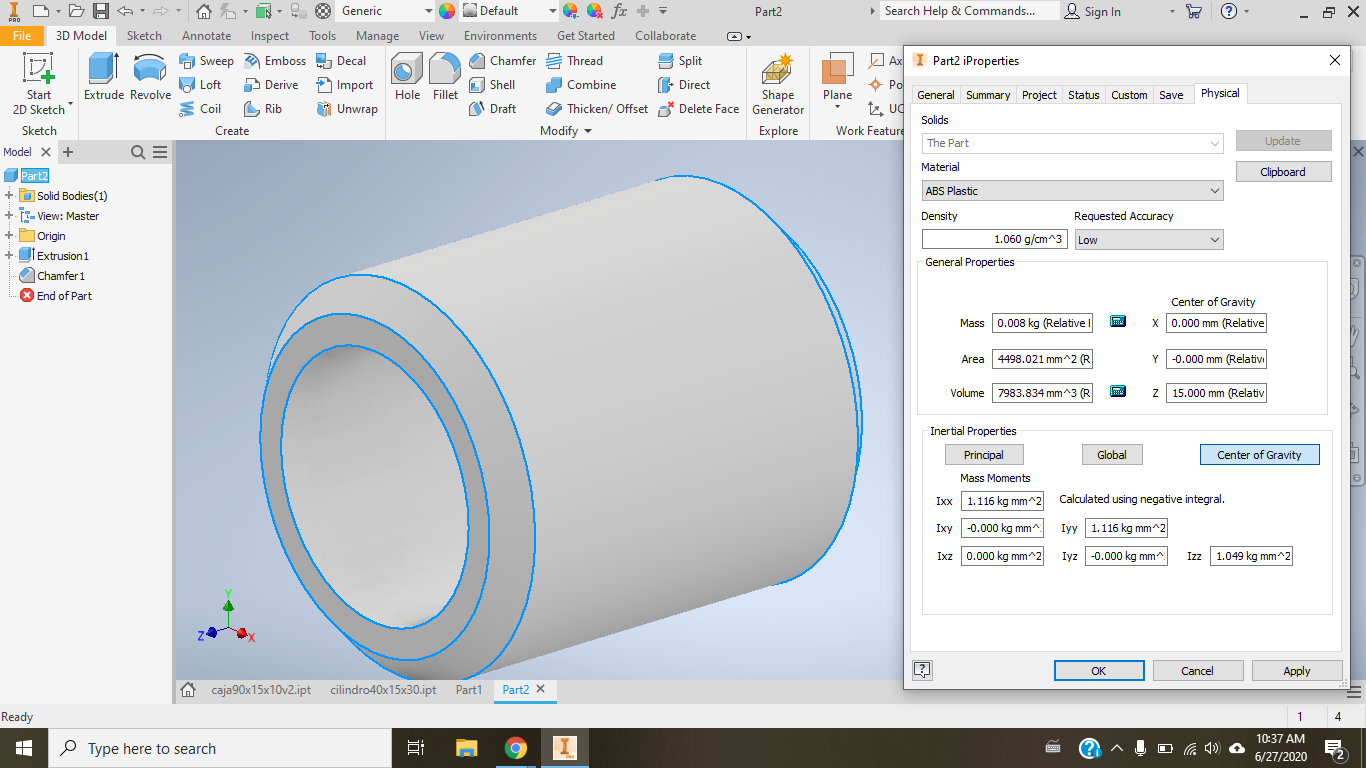 PRO
Generic
Default
Part2
Search Help & Commands...
Sign In
File
3D Model
Sketch
Annotate
Inspect
Tools
Manage
View
Environments
Get Started
Collaborate
Start
2D Sketch
Sketch
Extrude
Revolve
Sweep
Emboss
Decal
Loft
Derive
Import
Coil
Rib
Unwrap
Create
Hole
Fillet
Chamfer
Thread
Split
Shell
Combine
Direct
Draft
Thicken/ Offset
Delete Face
Modify
Shape
Generator
Explore
Plane
Ax
Po
UC
Work Feature
Model
Part2
Solid Bodies(1)
View: Master
Origin
Extrusion1
Chamfer1
End of Part
Y
Z
X
Part2 iProperties
General
Summary
Project
Status
Custom
Save
Physical
Solids
The Part
Update
Material
Clipboard
ABS Plastic
Density
Requested Accuracy
1.060 g/cm^3
Low
General Properties
Center of Gravity
Mass
0.008 kg (Relative
X
0.000 mm (Relative
Area
4498.021 mm^2 (R
Y
-0.000 mm (Relativ
Volume
7983.834 mm^3 (R
Z
15.000 mm (Relativ
Inertial Properties
Principal
Global
Center of Gravity
Mass Moments
Ixx
1.116 kg mm^2
Calculated using negative integral.
Ixy
-0.000 kg mm^
Iyy
1.116 kg mm^2
Ixz
0.000 kg mm^2
Iyz
-0.000 kg mm^
Izz
1.049 kg mm^2
OK
Cancel
Apply
caja90x15x10v2.ipt
cilindro40x15x30.ipt
Part1
Part2
Ready
1
4
Type here to search
10:37 AM
6/27/2020
2